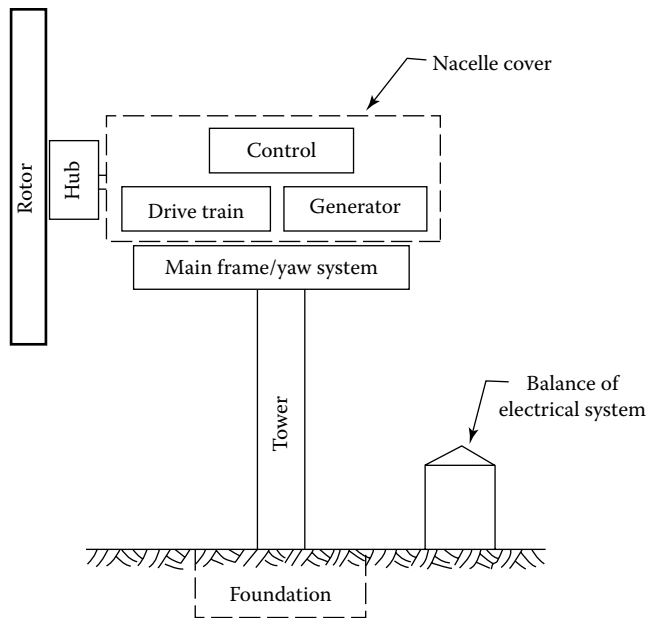 Nacelle cover
Control
Rotor
Hub
Drive train
Generator
Main frame/yaw system
Tower
Balance of
electrical system
Foundation